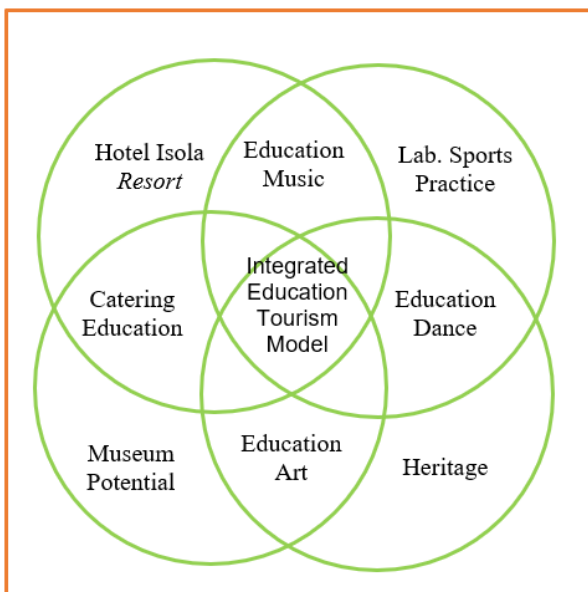 Hotel Isola
Resort
Education
Music
Lab. Sports
Practice
Catering
Education
Integrated
Education
Tourism
Model
Education
Dance
Museum
Potential
Education
Art
Heritage